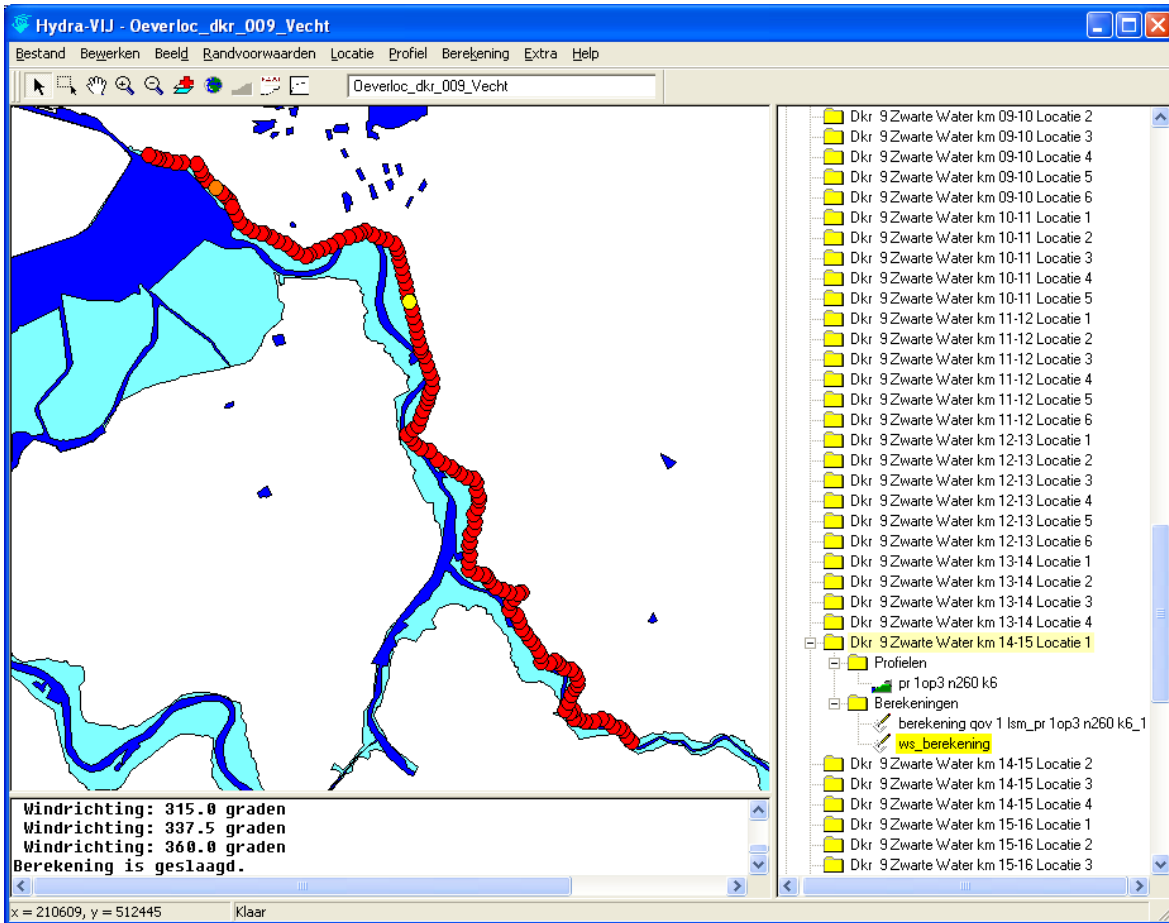 Hydra-VIJ - Oeverloc_dkr_009_Vecht
Bestand Bewerken Beeld Randvoorwaarden Locatie Profiel Berekening Extra Help
Oeverloc_dkr_009_Vecht
Dkr 9 Zwarte Water km 09-10 Locatie 2
Dkr 9 Zwarte Water km 09-10 Locatie 3
Dkr 9 Zwarte Water km 09-10 Locatie 4
Dkr 9 Zwarte Water km 09-10 Locatie 5
Dkr 9 Zwarte Water km 09-10 Locatie 6
Dkr 9 Zwarte Water km 10-11 Locatie 1
Dkr 9 Zwarte Water km 10-11 Locatie 2
Dkr 9 Zwarte Water km 10-11 Locatie 3
Dkr 9 Zwarte Water km 10-11 Locatie 4
Dkr 9 Zwarte Water km 10-11 Locatie 5
Dkr 9 Zwarte Water km 11-12 Locatie 1
Dkr 9 Zwarte Water km 11-12 Locatie 2
Dkr 9 Zwarte Water km 11-12 Locatie 3
Dkr 9 Zwarte Water km 11-12 Locatie 4
Dkr 9 Zwarte Water km 11-12 Locatie 5
Dkr 9 Zwarte Water km 11-12 Locatie 6
Dkr 9 Zwarte Water km 12-13 Locatie 1
Dkr 9 Zwarte Water km 12-13 Locatie 2
Dkr 9 Zwarte Water km 12-13 Locatie 3
Dkr 9 Zwarte Water km 12-13 Locatie 4
Dkr 9 Zwarte Water km 12-13 Locatie 5
Dkr 9 Zwarte Water km 12-13 Locatie 6
Dkr 9 Zwarte Water km 13-14 Locatie 1
Dkr 9 Zwarte Water km 13-14 Locatie 2
Dkr 9 Zwarte Water km 13-14 Locatie 3
Dkr 9 Zwarte Water km 13-14 Locatie 4
Dkr 9 Zwarte Water km 14-15 Locatie 1
Profielen
pr 1op3 n260 k6
Berekeningen
berekening qov 1 lsm_pr 1op3 n260 k6_1
ws_berekening
Dkr 9 Zwarte Water km 14-15 Locatie 2
Dkr 9 Zwarte Water km 14-15 Locatie 3
Dkr 9 Zwarte Water km 14-15 Locatie 4
Dkr 9 Zwarte Water km 15-16 Locatie 1
Dkr 9 Zwarte Water km 15-16 Locatie 2
Dkr 9 Zwarte Water km 15-16 Locatie 3
Windrichting: 315.0 graden
Windrichting: 337.5 graden
Windrichting: 360.0 graden
Berekening is geslaagd.
x = 210609, y = 512445 Klaar